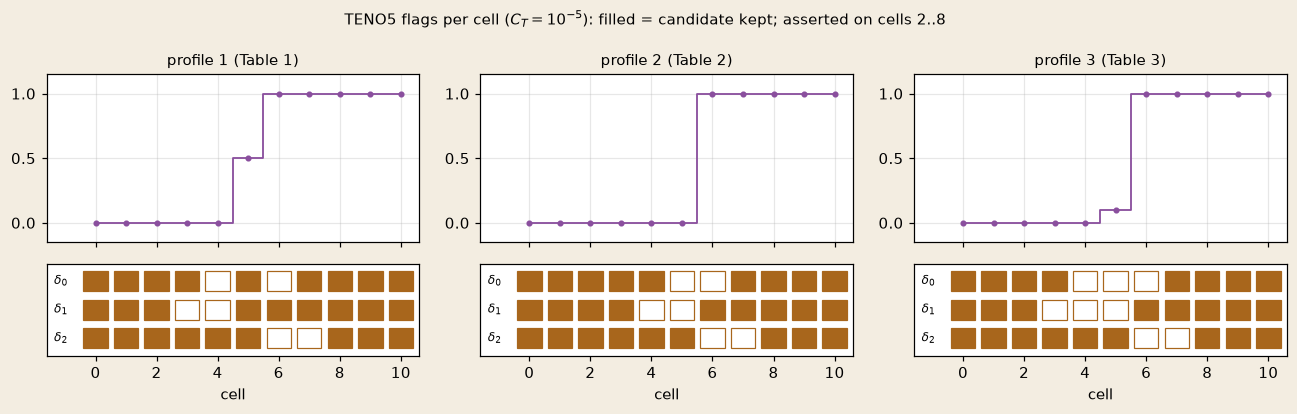 TENO5 flags per cell ($C_T = 10^{-5}$): filled = candidate kept; asserted on cells 2..8
profile 1 (Table 1)
profile 2 (Table 2)
profile 3 (Table 3)
1.0
0.5
0.0
1.0
0.5
0.0
1.0
0.5
0.0
δ₀
δ₁
δ₂
0 2 4 6 8 10
cell
δ₀
δ₁
δ₂
0 2 4 6 8 10
cell
δ₀
δ₁
δ₂
0 2 4 6 8 10
cell